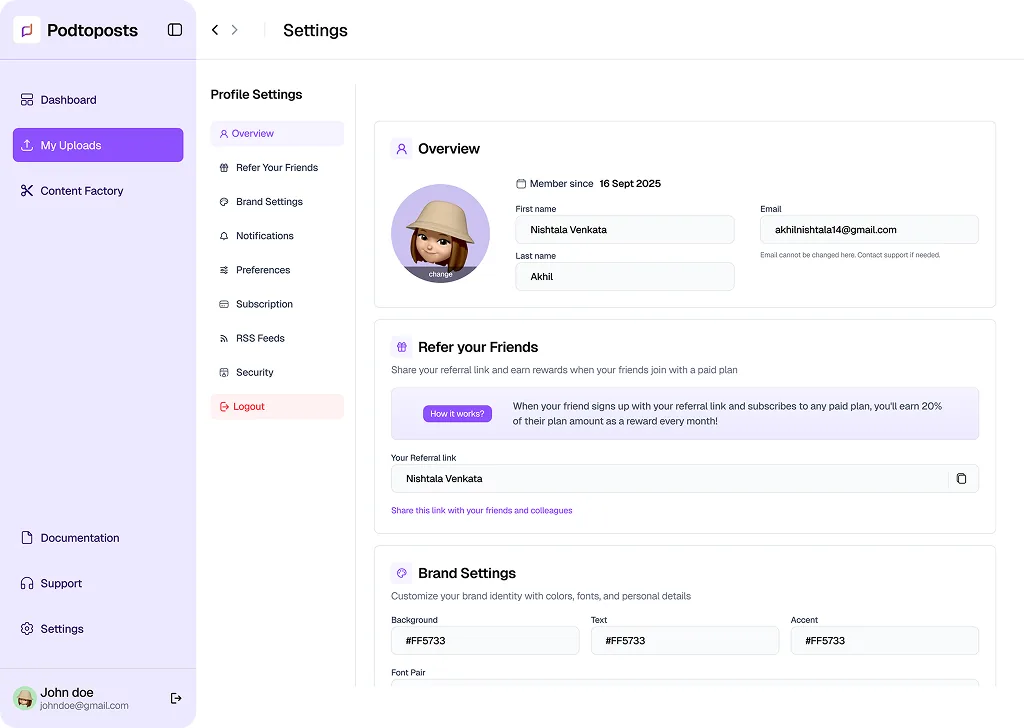 Podtoposts
Settings
Dashboard
My Uploads
Content Factory
Documentation
Support
Settings
John doe
johndoe@gmail.com
Profile Settings
Overview
Refer Your Friends
Brand Settings
Notifications
Preferences
Subscription
RSS Feeds
Security
Logout
Overview
change
Member since 16 Sept 2025
First name
Nishtala Venkata
Last name
Akhil
Email
akhilnishtala14@gmail.com
Email cannot be changed here. Contact support if needed.
Refer your Friends
Share your referral link and earn rewards when your friends join with a paid plan
How it works?
When your friend signs up with your referral link and subscribes to any paid plan, you'll earn 20%
of their plan amount as a reward every month!
Your Referral link
Nishtala Venkata
Share this link with your friends and colleagues
Brand Settings
Customize your brand identity with colors, fonts, and personal details
Background
#FF5733
Text
#FF5733
Accent
#FF5733
Font Pair